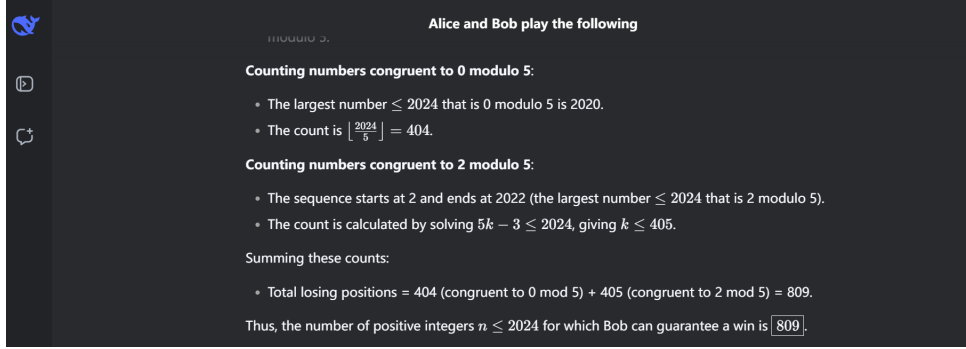 Alice and Bob play the following
modulo 5.
Counting numbers congruent to 0 modulo 5:
• The largest number ≤ 2024 that is 0 modulo 5 is 2020.
• The count is ⌊2024/5⌋ = 404.
Counting numbers congruent to 2 modulo 5:
• The sequence starts at 2 and ends at 2022 (the largest number ≤ 2024 that is 2 modulo 5).
• The count is calculated by solving 5k − 3 ≤ 2024, giving k ≤ 405.
Summing these counts:
• Total losing positions = 404 (congruent to 0 mod 5) + 405 (congruent to 2 mod 5) = 809.
Thus, the number of positive integers n ≤ 2024 for which Bob can guarantee a win is 809.